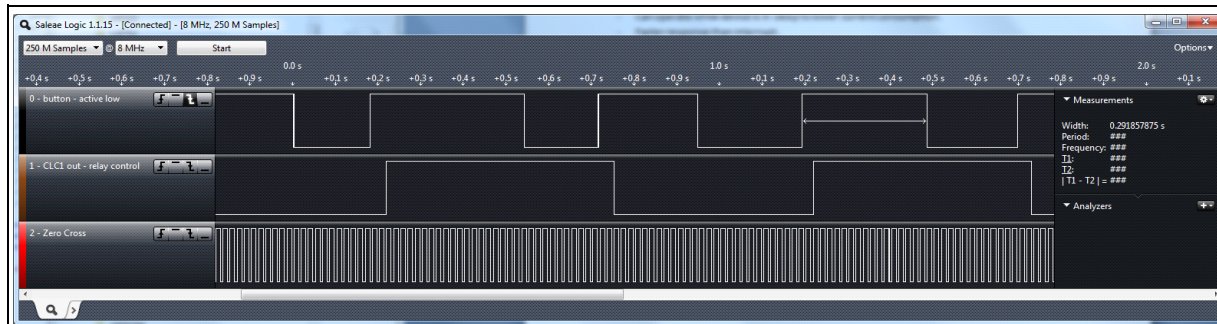 Saleae Logic 1.1.15 - [Connected] - [8 MHz, 250 M Samples]
250 M Samples @ 8 MHz Start Options
0.0 s 1.0 s 2.0 s
+0,4 s +0,5 s +0,6 s +0,7 s +0,8 s +0,9 s +0,1 s +0,2 s +0,3 s +0,4 s +0,5 s +0,6 s +0,7 s +0,8 s +0,9 s +0,1 s +0,2 s +0,3 s +0,4 s +0,5 s +0,6 s +0,7 s +0,8 s +0,9 s +0,1 s
0 - button - active low
Measurements
Width: 0.291857875 s
Period: ###
Frequency: ###
T1: ###
T2: ###
| T1 - T2 | = ###
1 - CLC1 out - relay control
Analyzers
2 - Zero Cross